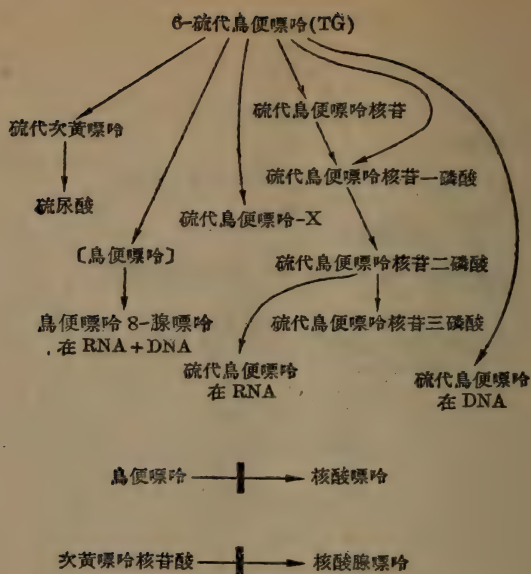 6-硫代鳥便嘌呤(TG)
硫代鳥便嘌呤核苷
硫代次黃嘌呤
硫代鳥便嘌呤核苷一磷酸
硫尿酸
硫代鳥便嘌呤-X
〔鳥便嘌呤〕
硫代鳥便嘌呤核苷二磷酸
鳥便嘌呤 8-腺嘌呤
在 RNA+DNA
硫代鳥便嘌呤核苷三磷酸
硫代鳥便嘌呤
在 RNA
硫代鳥便嘌呤
在 DNA
鳥便嘌呤
核酸嘌呤
次黃嘌呤核苷酸
核酸腺嘌呤